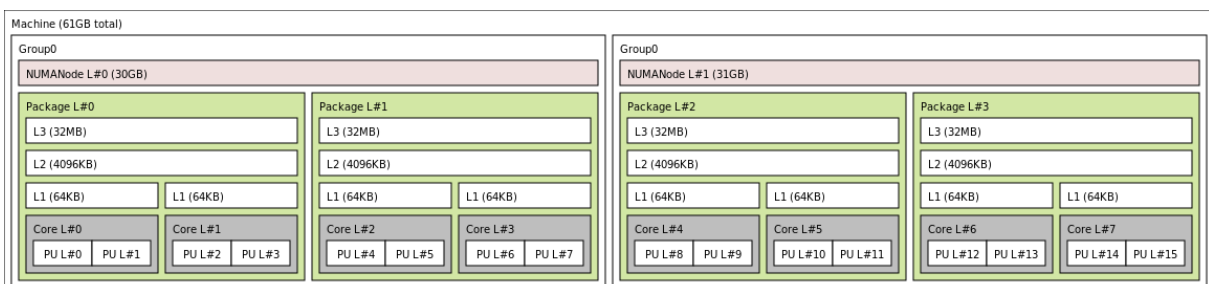 Machine (61GB total)
Group0
NUMANode L#0 (30GB)
Package L#0
L3 (32MB)
L2 (4096KB)
L1 (64KB)
L1 (64KB)
Core L#0
PU L#0
PU L#1
Core L#1
PU L#2
PU L#3
Package L#1
L3 (32MB)
L2 (4096KB)
L1 (64KB)
L1 (64KB)
Core L#2
PU L#4
PU L#5
Core L#3
PU L#6
PU L#7
Group0
NUMANode L#1 (31GB)
Package L#2
L3 (32MB)
L2 (4096KB)
L1 (64KB)
L1 (64KB)
Core L#4
PU L#8
PU L#9
Core L#5
PU L#10
PU L#11
Package L#3
L3 (32MB)
L2 (4096KB)
L1 (64KB)
L1 (64KB)
Core L#6
PU L#12
PU L#13
Core L#7
PU L#14
PU L#15